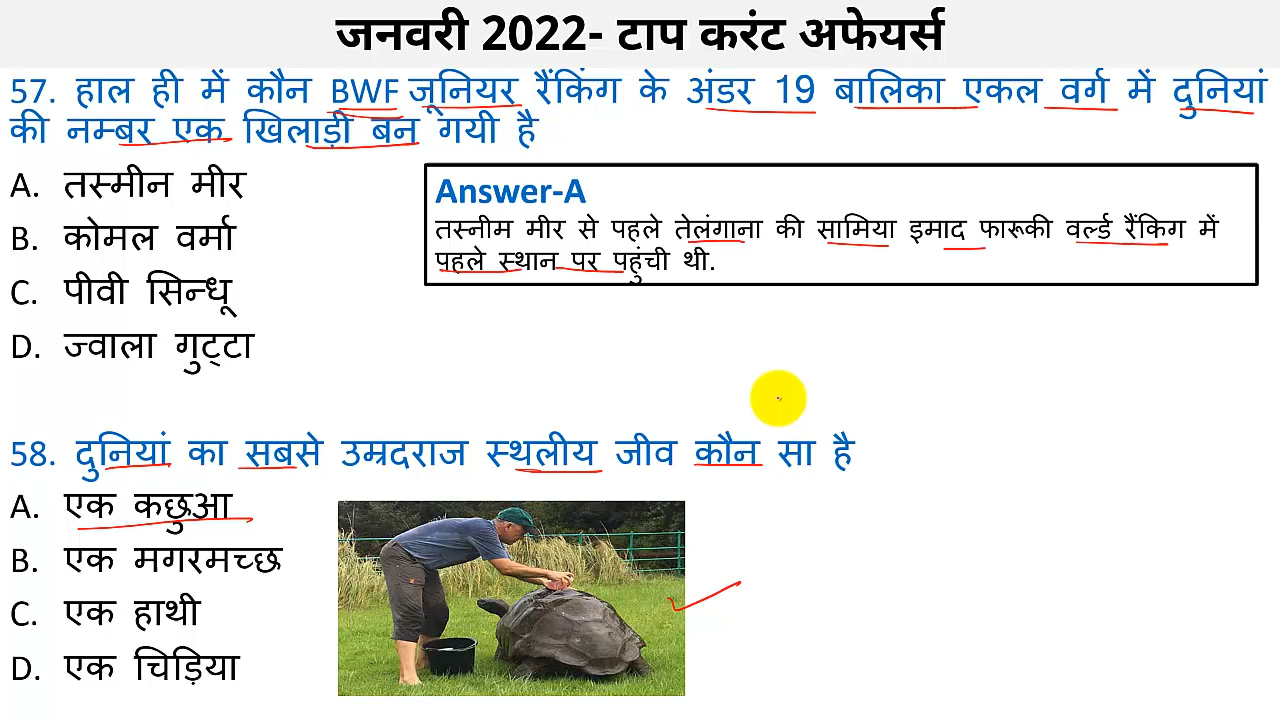 जनवरी 2022- टाप करंट अफेयर्स
57. हाल ही में कौन BWF जूनियर रैंकिंग के अंडर 19 बालिका एकल वर्ग में दुनियां
की नम्बर एक खिलाड़ी बन गयी है
A. तस्मीन मीर
B. कोमल वर्मा
C. पीवी सिन्धू
D. ज्वाला गुट्टा
Answer-A
तस्नीम मीर से पहले तेलंगाना की सामिया इमाद फारूकी वर्ल्ड रैंकिग में
पहले स्थान पर पहुंची थी.
58. दुनियां का सबसे उम्रदराज स्थलीय जीव कौन सा है
A. एक कछुआ
B. एक मगरमच्छ
C. एक हाथी
D. एक चिड़िया